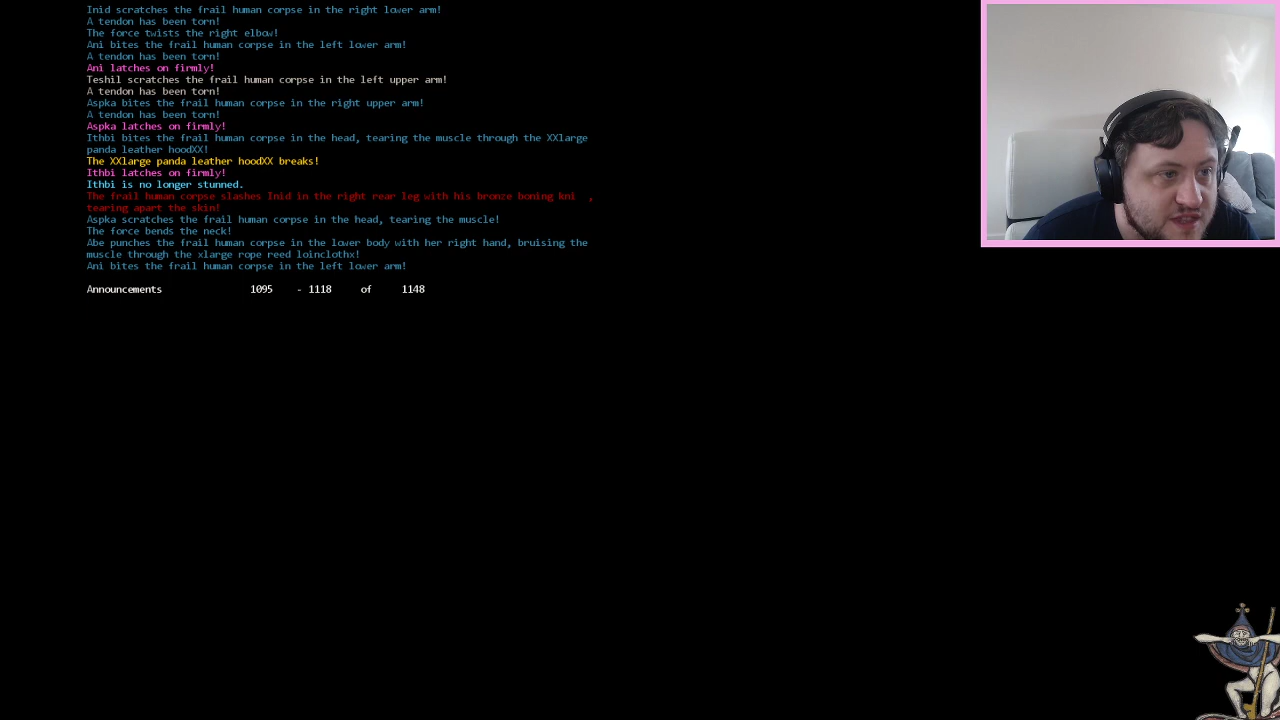 Inid scratches the frail human corpse in the right lower arm!
A tendon has been torn!
The force twists the right elbow!
Ani bites the frail human corpse in the left lower arm!
A tendon has been torn!
Ani latches on firmly!
Teshil scratches the frail human corpse in the left upper arm!
A tendon has been torn!
Aspka bites the frail human corpse in the right upper arm!
A tendon has been torn!
Aspka latches on firmly!
Ithbi bites the frail human corpse in the head, tearing the muscle through the XXlarge
panda leather hoodXX!
The XXlarge panda leather hoodXX breaks!
Ithbi latches on firmly!
Ithbi is no longer stunned.
The frail human corpse slashes Inid in the right rear leg with his bronze boning kni ,
tearing apart the skin!
Aspka scratches the frail human corpse in the head, tearing the muscle!
The force bends the neck!
Abe punches the frail human corpse in the lower body with her right hand, bruising the
muscle through the xlarge rope reed loinclothx!
Ani bites the frail human corpse in the left lower arm!
Announcements 1095 - 1118 of 1148